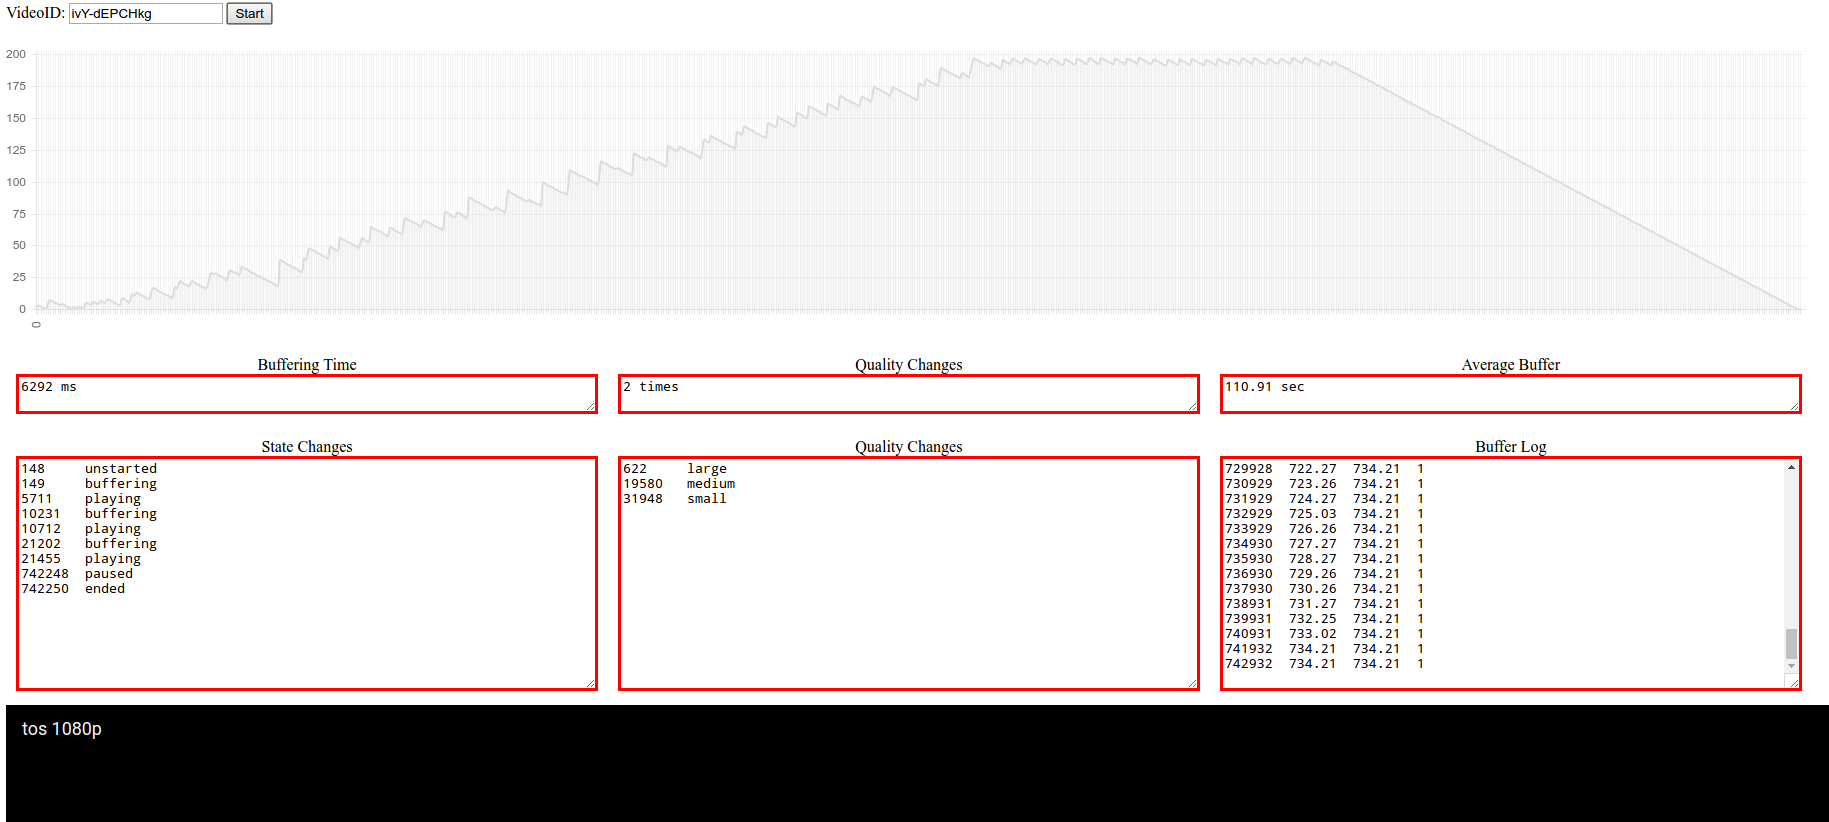 VideoID: ivY-dEPCHkg Start
200
175
150
125
100
75
50
25
0
0
Buffering Time Quality Changes Average Buffer
6292 ms 2 times 110.91 sec
State Changes Quality Changes Buffer Log
148 unstarted
149 buffering
5711 playing
10231 buffering
10712 playing
21202 buffering
21455 playing
742248 paused
742250 ended
622 large
19580 medium
31948 small
729928 722.27 734.21 1
730929 723.26 734.21 1
731929 724.27 734.21 1
732929 725.03 734.21 1
733929 726.26 734.21 1
734930 727.27 734.21 1
735930 728.27 734.21 1
736930 729.26 734.21 1
737930 730.26 734.21 1
738931 731.27 734.21 1
739931 732.25 734.21 1
740931 733.02 734.21 1
741932 734.21 734.21 1
742932 734.21 734.21 1
tos 1080p